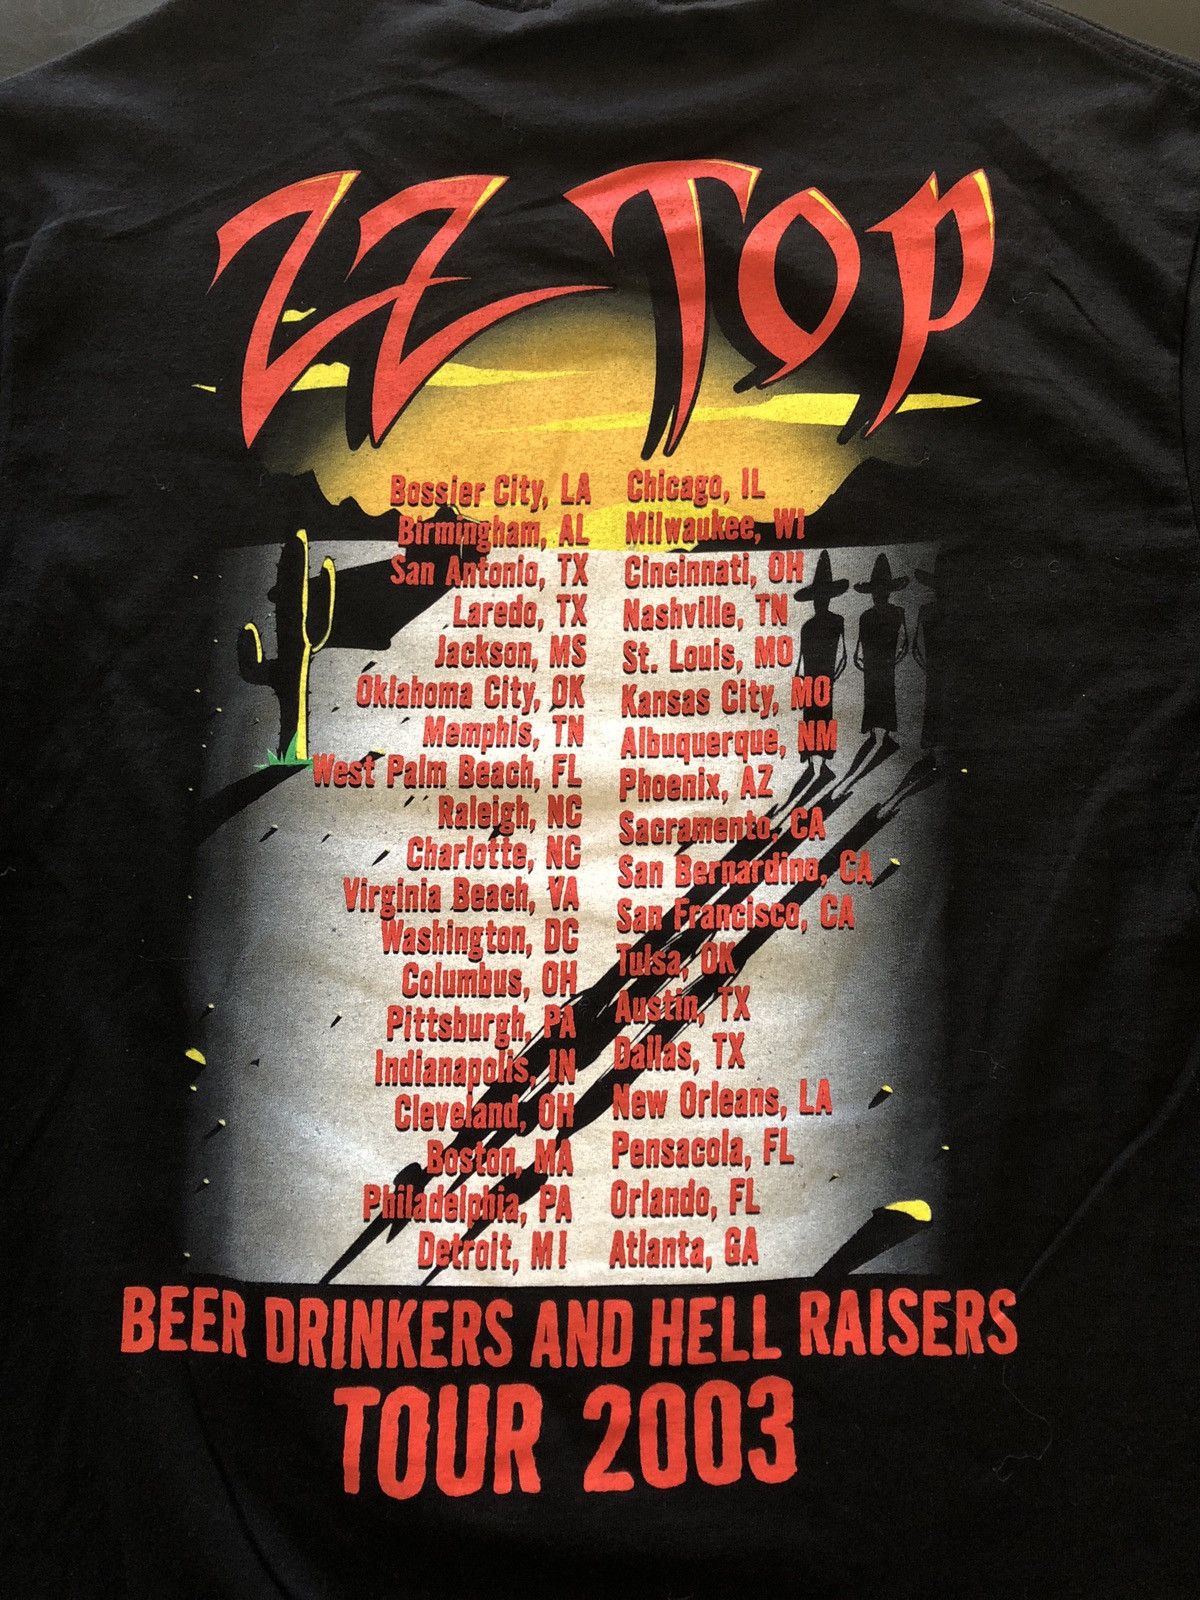 ZZ TOP
Bossier City, LA
Birmingham, AL
San Antonio, TX
Laredo, TX
Jackson, MS
Oklahoma City, OK
Memphis, TN
West Palm Beach, FL
Raleigh, NC
Charlotte, NC
Virginia Beach, VA
Washington, DC
Columbus, OH
Pittsburgh, PA
Indianapolis, IN
Cleveland, OH
Boston, MA
Philadelphia, PA
Detroit, MI
Chicago, IL
Milwaukee, WI
Cincinnati, OH
Nashville, TN
St. Louis, MO
Kansas City, MO
Albuquerque, NM
Phoenix, AZ
Sacramento, CA
San Bernardino, CA
San Francisco, CA
Tulsa, OK
Austin, TX
Dallas, TX
New Orleans, LA
Pensacola, FL
Orlando, FL
Atlanta, GA
BEER DRINKERS AND HELL RAISERS
TOUR 2003